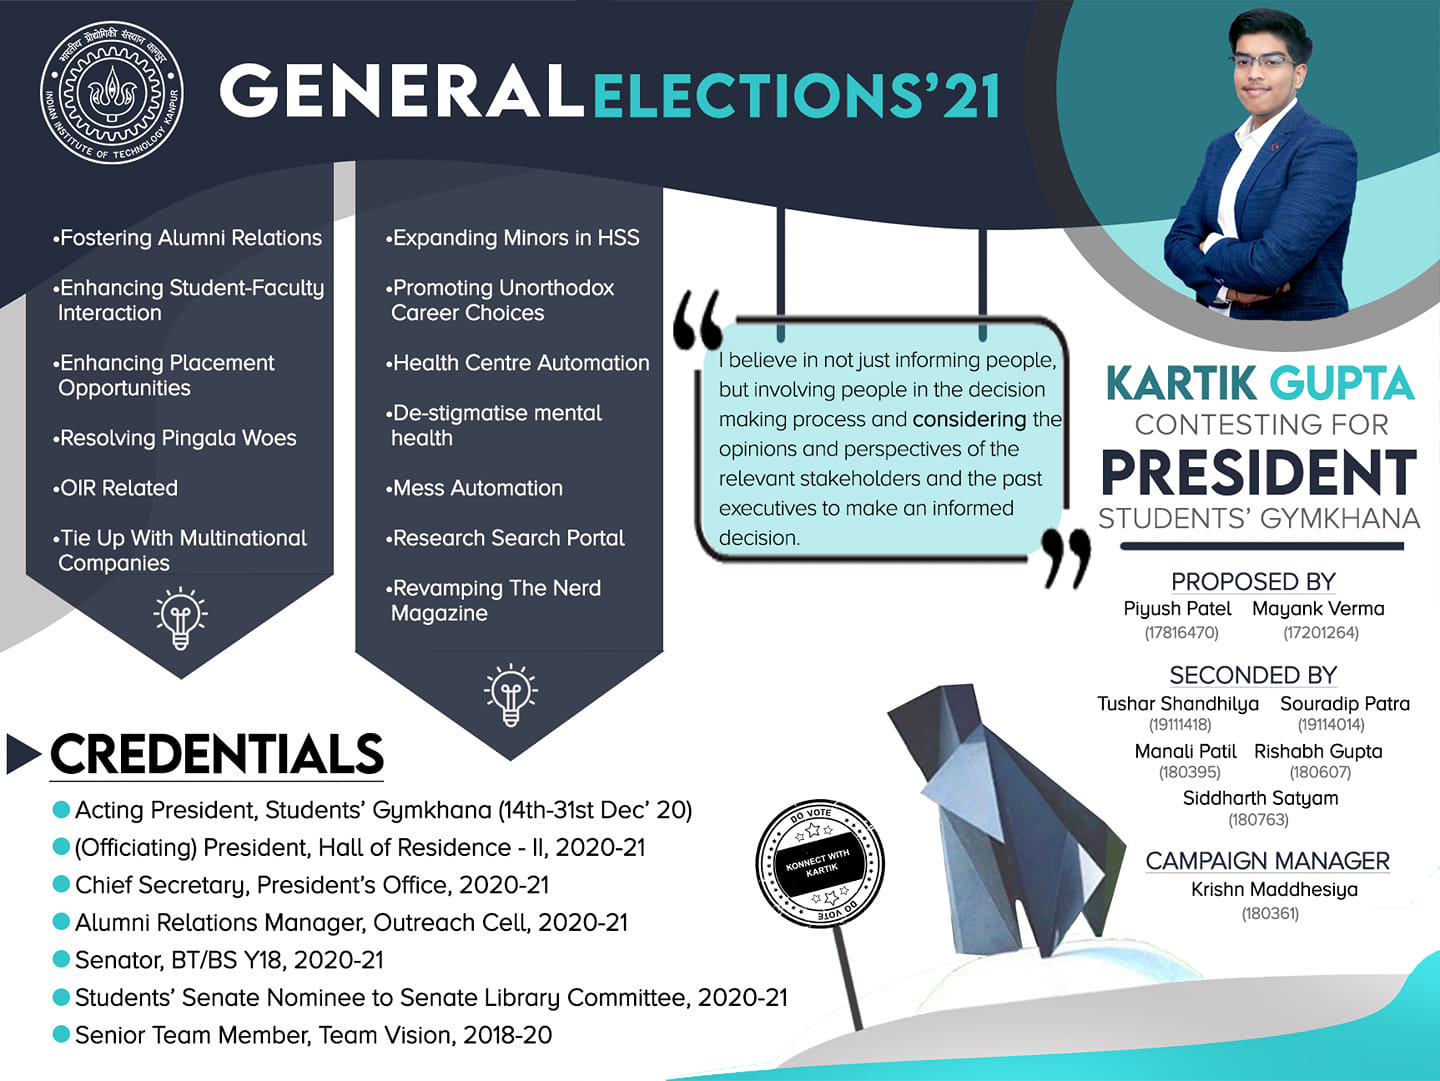 भारतीय प्रौद्योगिकी संस्थान कानपुर
INDIAN INSTITUTE OF TECHNOLOGY KANPUR
GENERAL ELECTIONS’21
•Fostering Alumni Relations
•Enhancing Student-Faculty
Interaction
•Enhancing Placement
Opportunities
•Resolving Pingala Woes
•OIR Related
•Tie Up With Multinational
Companies
•Expanding Minors in HSS
•Promoting Unorthodox
Career Choices
•Health Centre Automation
•De-stigmatise mental
health
•Mess Automation
•Research Search Portal
•Revamping The Nerd
Magazine
“
I believe in not just informing people,
but involving people in the decision
making process and considering the
opinions and perspectives of the
relevant stakeholders and the past
executives to make an informed
decision.
”
KARTIK GUPTA
CONTESTING FOR
PRESIDENT
STUDENTS’ GYMKHANA
PROPOSED BY
Piyush Patel Mayank Verma
(17816470) (17201264)
SECONDED BY
Tushar Shandhilya Souradip Patra
(19111418) (19114014)
Manali Patil Rishabh Gupta
(180395) (180607)
Siddharth Satyam
(180763)
CAMPAIGN MANAGER
Krishn Maddhesiya
(180361)
CREDENTIALS
Acting President, Students’ Gymkhana (14th-31st Dec’ 20)
(Officiating) President, Hall of Residence - II, 2020-21
Chief Secretary, President’s Office, 2020-21
Alumni Relations Manager, Outreach Cell, 2020-21
Senator, BT/BS Y18, 2020-21
Students’ Senate Nominee to Senate Library Committee, 2020-21
Senior Team Member, Team Vision, 2018-20
DO VOTE
KONNECT WITH
KARTIK
DO VOTE